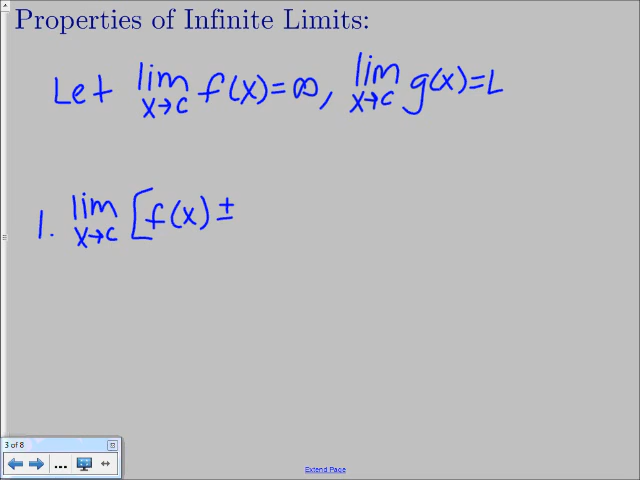 Properties of Infinite Limits:
Let lim x→c f(x) = ∞, lim x→c g(x) = L
1. lim x→c [f(x) ±
3 of 8
...
Extend Page